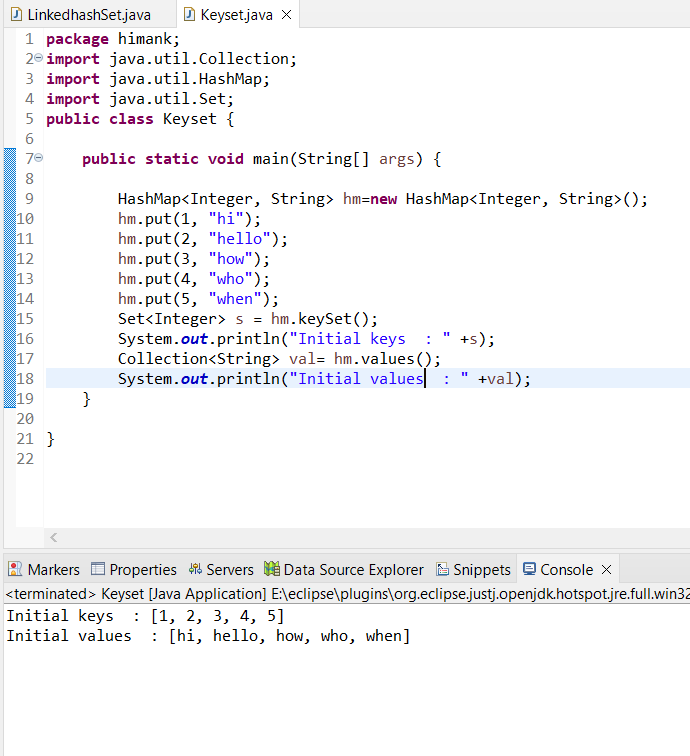 LinkedhashSet.java Keyset.java
1 package himank;
2 import java.util.Collection;
3 import java.util.HashMap;
4 import java.util.Set;
5 public class Keyset {
6
7 public static void main(String[] args) {
8
9 HashMap<Integer, String> hm=new HashMap<Integer, String>();
10 hm.put(1, "hi");
11 hm.put(2, "hello");
12 hm.put(3, "how");
13 hm.put(4, "who");
14 hm.put(5, "when");
15 Set<Integer> s = hm.keySet();
16 System.out.println("Initial keys  : " +s);
17 Collection<String> val= hm.values();
18 System.out.println("Initial values  : " +val);
19 }
20
21 }
22
Markers Properties Servers Data Source Explorer Snippets Console
<terminated> Keyset [Java Application] E:\eclipse\plugins\org.eclipse.justj.openjdk.hotspot.jre.full.win32
Initial keys  : [1, 2, 3, 4, 5]
Initial values  : [hi, hello, how, who, when]